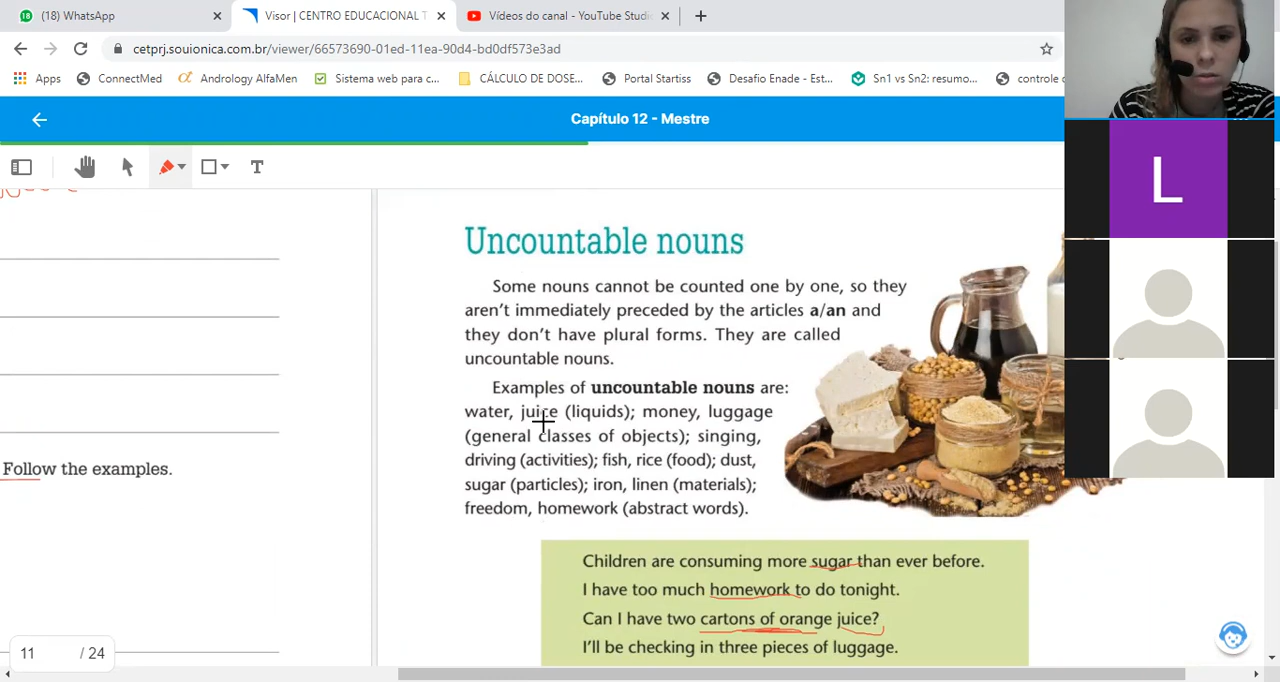 (18) WhatsApp
Visor | CENTRO EDUCACIONAL T
Vídeos do canal - YouTube Studi
cetprj.souionica.com.br/viewer/66573690-01ed-11ea-90d4-bd0df573e3ad
Apps
ConnectMed
Andrology AlfaMen
Sistema web para c...
CÁLCULO DE DOSE...
Portal Startiss
Desafio Enade - Est...
Sn1 vs Sn2: resumo...
controle
Capítulo 12 - Mestre
T
L
Uncountable nouns
Some nouns cannot be counted one by one, so they
aren't immediately preceded by the articles a/an and
they don't have plural forms. They are called
uncountable nouns.
Examples of uncountable nouns are:
water, juice (liquids); money, luggage
(general classes of objects); singing,
driving (activities); fish, rice (food); dust,
sugar (particles); iron, linen (materials);
freedom, homework (abstract words).
Follow the examples.
Children are consuming more sugar than ever before.
I have too much homework to do tonight.
Can I have two cartons of orange juice?
I'll be checking in three pieces of luggage.
11 / 24